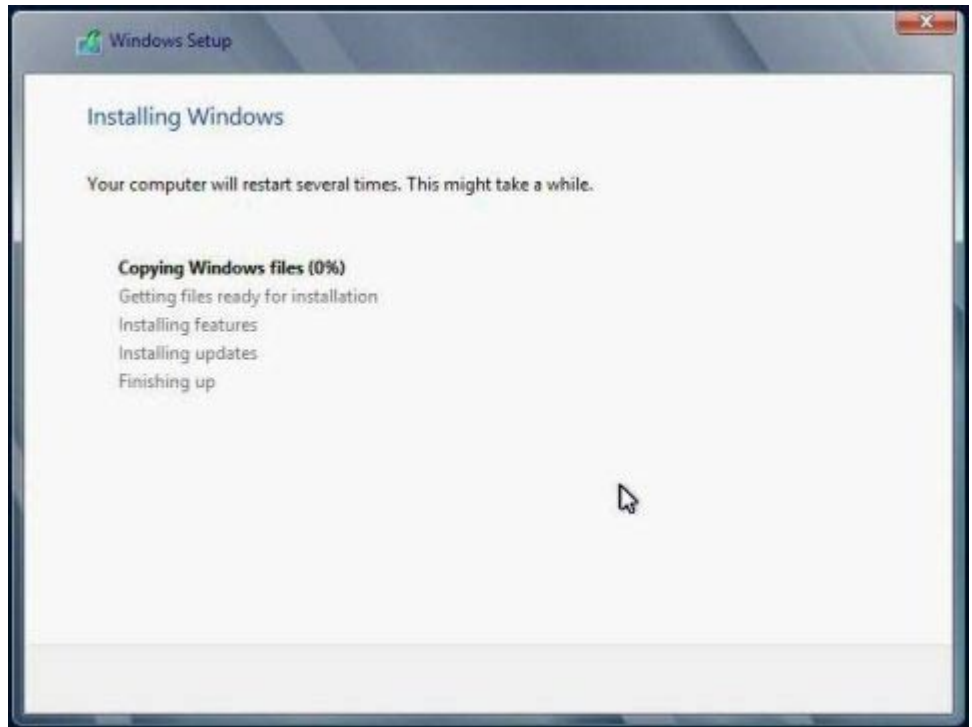 Windows Setup
Installing Windows
Your computer will restart several times. This might take a while.
Copying Windows files (0%)
Getting files ready for installation
Installing features
Installing updates
Finishing up